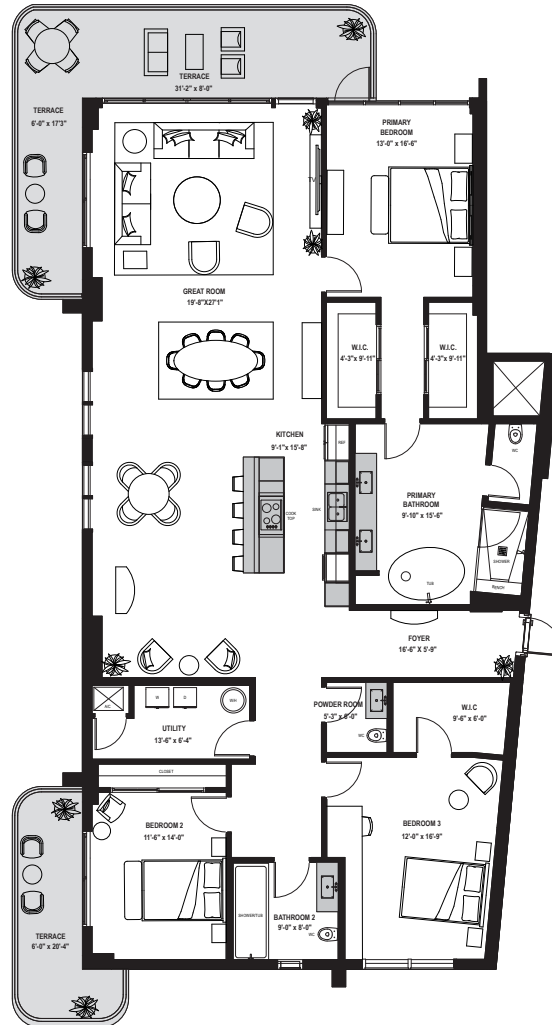 TERRACE
31'-2" x 8'-0"
TERRACE
6'-0" x 17'3"
PRIMARY
BEDROOM
13'-0" x 16'-6"
TV
GREAT ROOM
19'-8"X27'1"
W.I.C.
4'-3"x 9'-11"
W.I.C.
4'-3"x 9'-11"
KITCHEN
9'-1"x 15'-8"
REF
WC
COOK
TOP
SINK
PRIMARY
BATHROOM
9'-10" x 15'-6"
SHOWER
TUB
BENCH
FOYER
16'-6" X 5'-9"
A/C
W
D
WH
POWDER ROOM
5'-3" x 6'-0"
W.I.C
9'-6" x 6'-0"
UTILITY
13'-6" x 6'-4"
WC
CLOSET
BEDROOM 2
11'-6" x 14'-0"
BEDROOM 3
12'-0" x 16'-9"
SHOWER/TUB
BATHROOM 2
9'-0" x 8'-0"
WC
TERRACE
6'-0" x 20'-4"